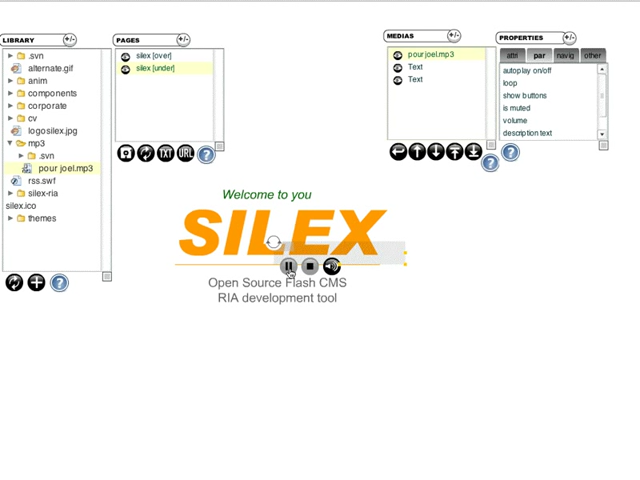 LIBRARY +/-
.svn
alternate.gif
anim
components
corporate
cv
logosilex.jpg
mp3
.svn
pour joel.mp3
rss.swf
silex-ria
silex.ico
themes
?
PAGES +/-
silex [over]
silex [under]
TXT URL ?
MEDIAS +/-
pour joel.mp3
Text
Text
?
PROPERTIES +/-
attri par navig other
autoplay on/off
loop
show buttons
is muted
volume
description text
?
Welcome to you
SILEX
Open Source Flash CMS
RIA development tool